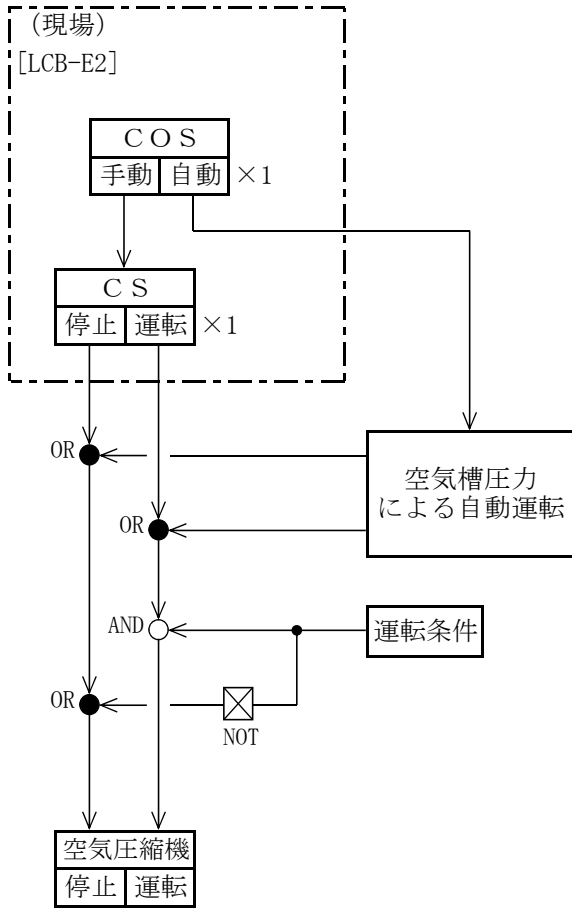 (現場)
[LCB-E2]
ＣＯＳ
手動 自動 ×1
ＣＳ
停止 運転 ×1
OR
空気槽圧力
による自動運転
OR
AND
運転条件
OR
NOT
空気圧縮機
停止 運転